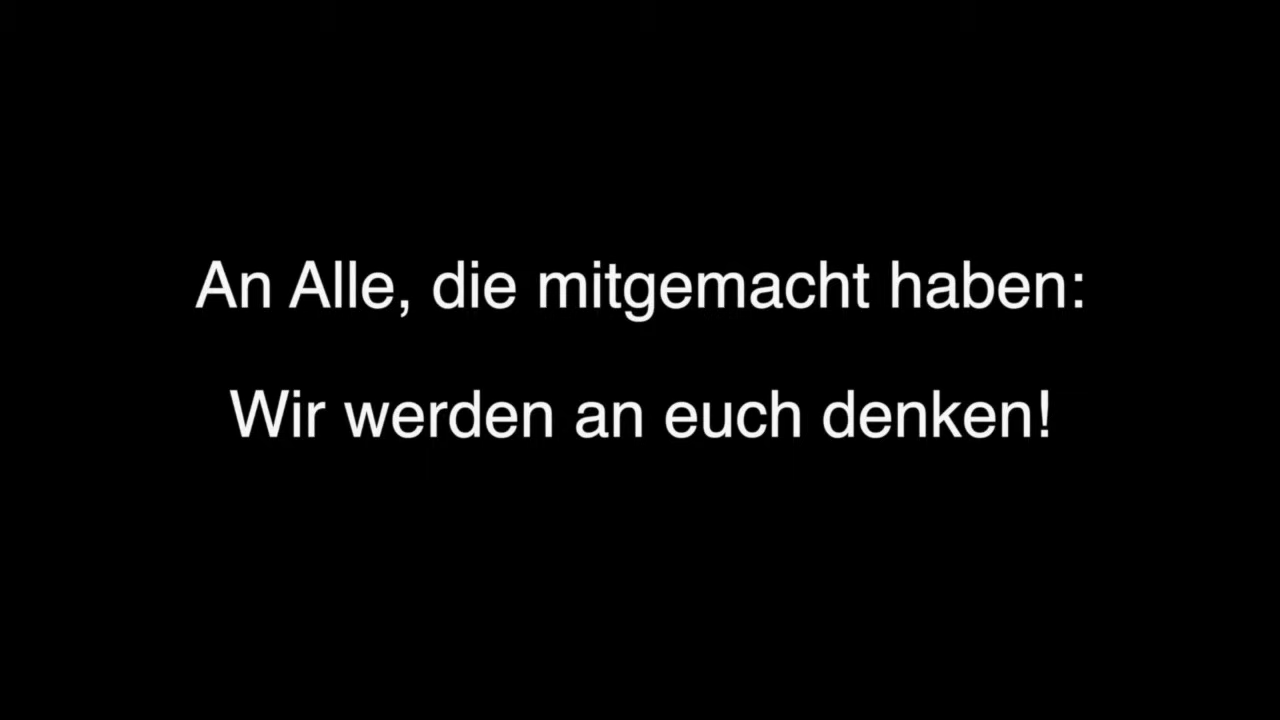 An Alle, die mitgemacht haben:
Wir werden an euch denken!